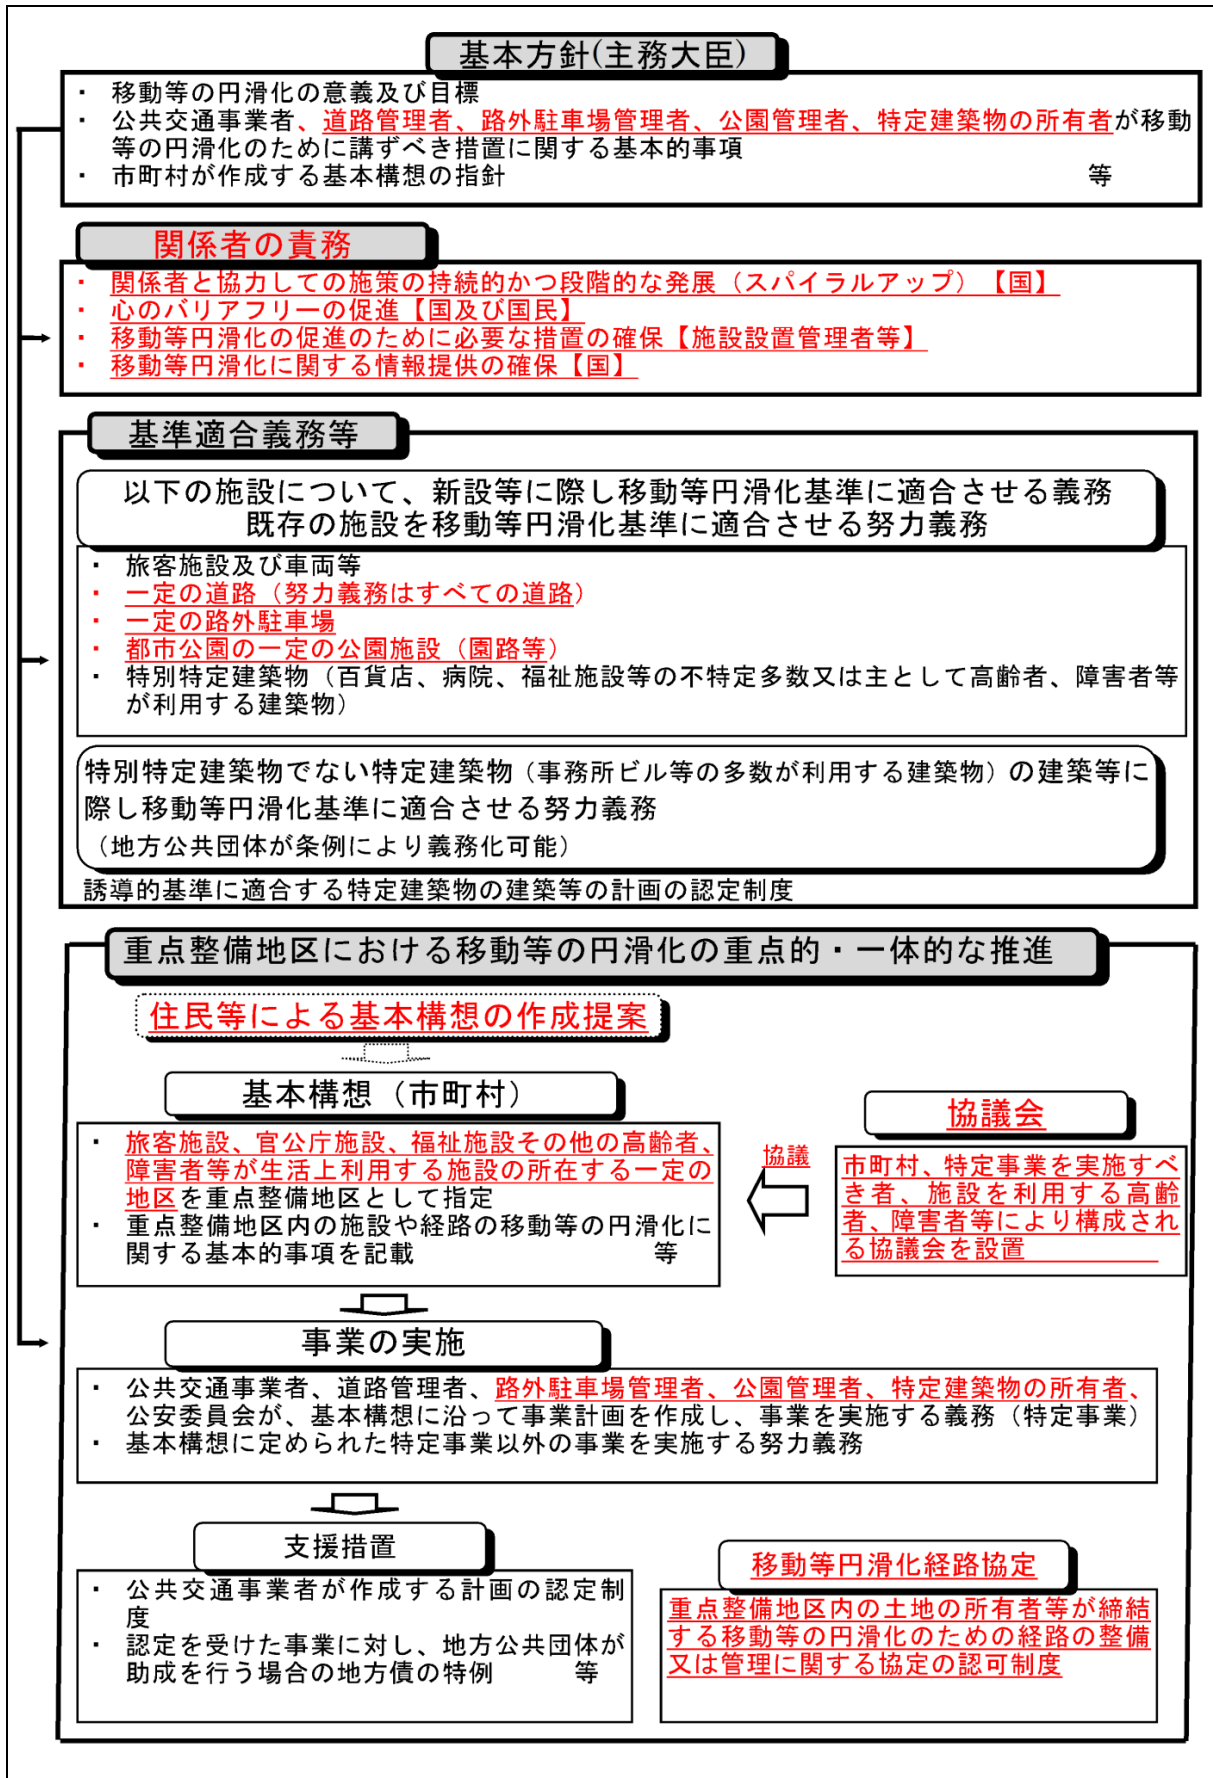 基本方針(主務大臣)
・ 移動等の円滑化の意義及び目標
・ 公共交通事業者、道路管理者、路外駐車場管理者、公園管理者、特定建築物の所有者が移動
等の円滑化のために講ずべき措置に関する基本的事項
・ 市町村が作成する基本構想の指針 等
関係者の責務
・ 関係者と協力しての施策の持続的かつ段階的な発展（スパイラルアップ）【国】
・ 心のバリアフリーの促進【国及び国民】
・ 移動等円滑化の促進のために必要な措置の確保【施設設置管理者等】
・ 移動等円滑化に関する情報提供の確保【国】
基準適合義務等
以下の施設について、新設等に際し移動等円滑化基準に適合させる義務
既存の施設を移動等円滑化基準に適合させる努力義務
・ 旅客施設及び車両等
・ 一定の道路（努力義務はすべての道路）
・ 一定の路外駐車場
・ 都市公園の一定の公園施設（園路等）
・ 特別特定建築物（百貨店、病院、福祉施設等の不特定多数又は主として高齢者、障害者等
が利用する建築物）
特別特定建築物でない特定建築物（事務所ビル等の多数が利用する建築物）の建築等に
際し移動等円滑化基準に適合させる努力義務
（地方公共団体が条例により義務化可能）
誘導的基準に適合する特定建築物の建築等の計画の認定制度
重点整備地区における移動等の円滑化の重点的・一体的な推進
住民等による基本構想の作成提案
基本構想（市町村）
・ 旅客施設、官公庁施設、福祉施設その他の高齢者、
障害者等が生活上利用する施設の所在する一定の
地区を重点整備地区として指定
・ 重点整備地区内の施設や経路の移動等の円滑化に
関する基本的事項を記載 等
協議
協議会
市町村、特定事業を実施すべ
き者、施設を利用する高齢
者、障害者等により構成され
る協議会を設置
事業の実施
・ 公共交通事業者、道路管理者、路外駐車場管理者、公園管理者、特定建築物の所有者、
公安委員会が、基本構想に沿って事業計画を作成し、事業を実施する義務（特定事業）
・ 基本構想に定められた特定事業以外の事業を実施する努力義務
支援措置
・ 公共交通事業者が作成する計画の認定制
度
・ 認定を受けた事業に対し、地方公共団体が
助成を行う場合の地方債の特例 等
移動等円滑化経路協定
重点整備地区内の土地の所有者等が締結
する移動等の円滑化のための経路の整備
又は管理に関する協定の認可制度